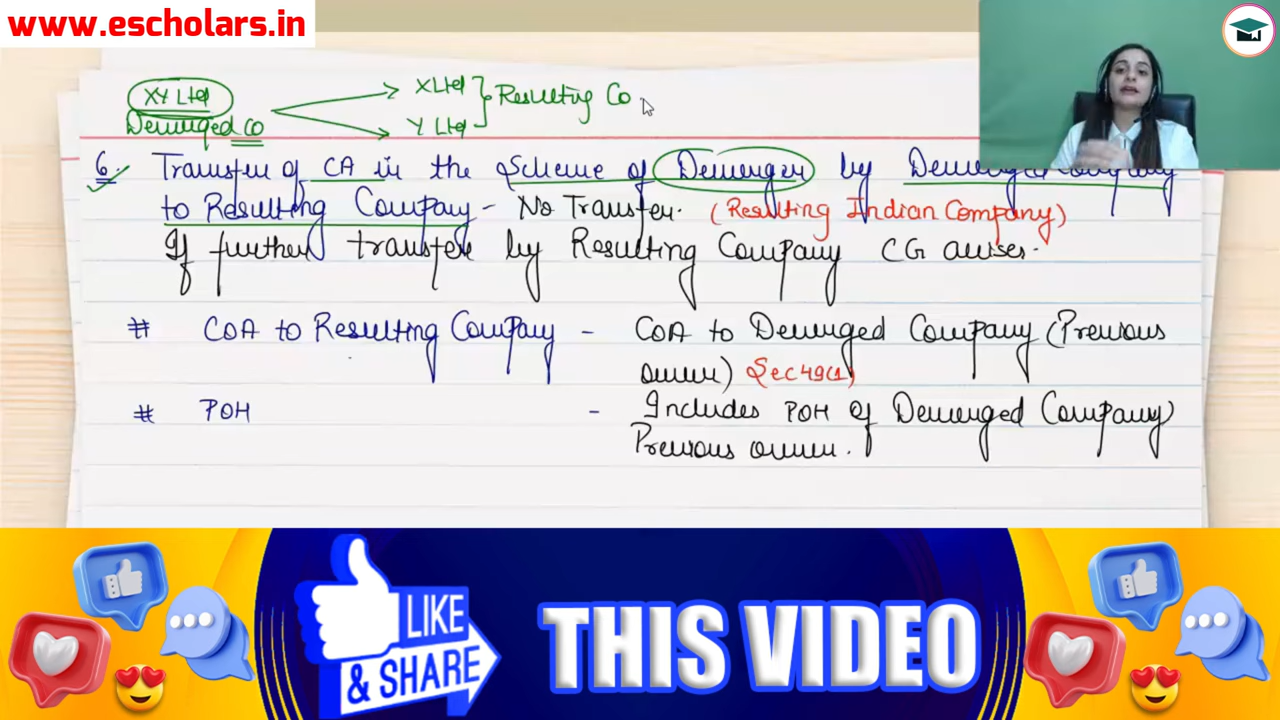 www.escholars.in
XY Ltd
Demerged Co
X Ltd
Y Ltd
Resulting Co
6. Transfer of CA in the Scheme of Demerger by Demerged Company
to Resulting Company - No Transfer. (Resulting Indian Company)
If further transfer by Resulting Company CG arises.
# COA to Resulting Company - COA to Demerged Company (Previous
owner) Sec 49(1)
# POH - Includes POH of Demerged Company/
Previous owner.
LIKE
& SHARE
THIS VIDEO